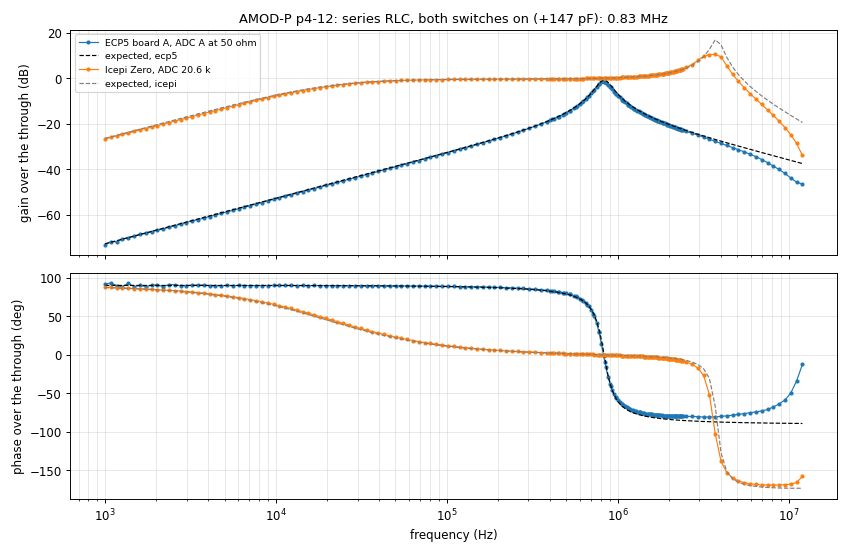 AMOD-P p4-12: series RLC, both switches on (+147 pF): 0.83 MHz
gain over the through (dB)
20
0
−20
−40
−60
ECP5 board A, ADC A at 50 ohm
expected, ecp5
Icepi Zero, ADC 20.6 k
expected, icepi
phase over the through (deg)
100
50
0
−50
−100
−150
10³ 10⁴ 10⁵ 10⁶ 10⁷
frequency (Hz)